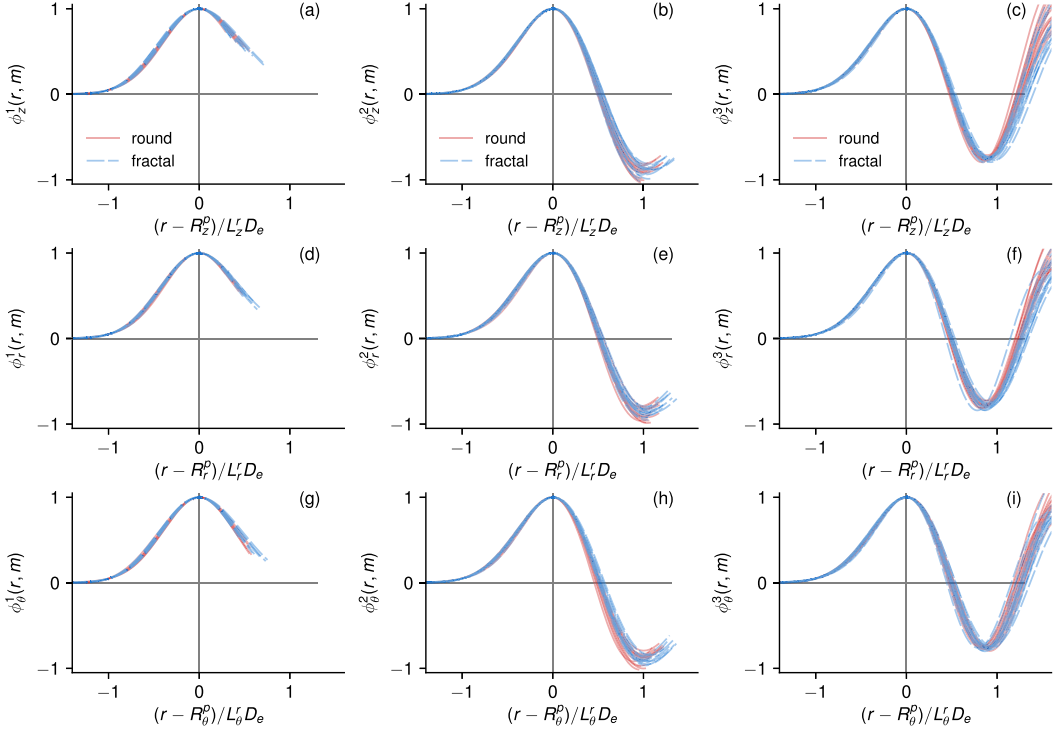 (a)
1
0
−1
ϕ_z^1(r, m)
round
fractal
−1 0 1
(r − R_z^p)/L_z^r D_e
(b)
1
0
−1
ϕ_z^2(r, m)
round
fractal
−1 0 1
(r − R_z^p)/L_z^r D_e
(c)
1
0
−1
ϕ_z^3(r, m)
round
fractal
−1 0 1
(r − R_z^p)/L_z^r D_e
(d)
1
0
−1
ϕ_r^1(r, m)
−1 0 1
(r − R_r^p)/L_r^r D_e
(e)
1
0
−1
ϕ_r^2(r, m)
−1 0 1
(r − R_r^p)/L_r^r D_e
(f)
1
0
−1
ϕ_r^3(r, m)
−1 0 1
(r − R_r^p)/L_r^r D_e
(g)
1
0
−1
ϕ_θ^1(r, m)
−1 0 1
(r − R_θ^p)/L_θ^r D_e
(h)
1
0
−1
ϕ_θ^2(r, m)
−1 0 1
(r − R_θ^p)/L_θ^r D_e
(i)
1
0
−1
ϕ_θ^3(r, m)
−1 0 1
(r − R_θ^p)/L_θ^r D_e